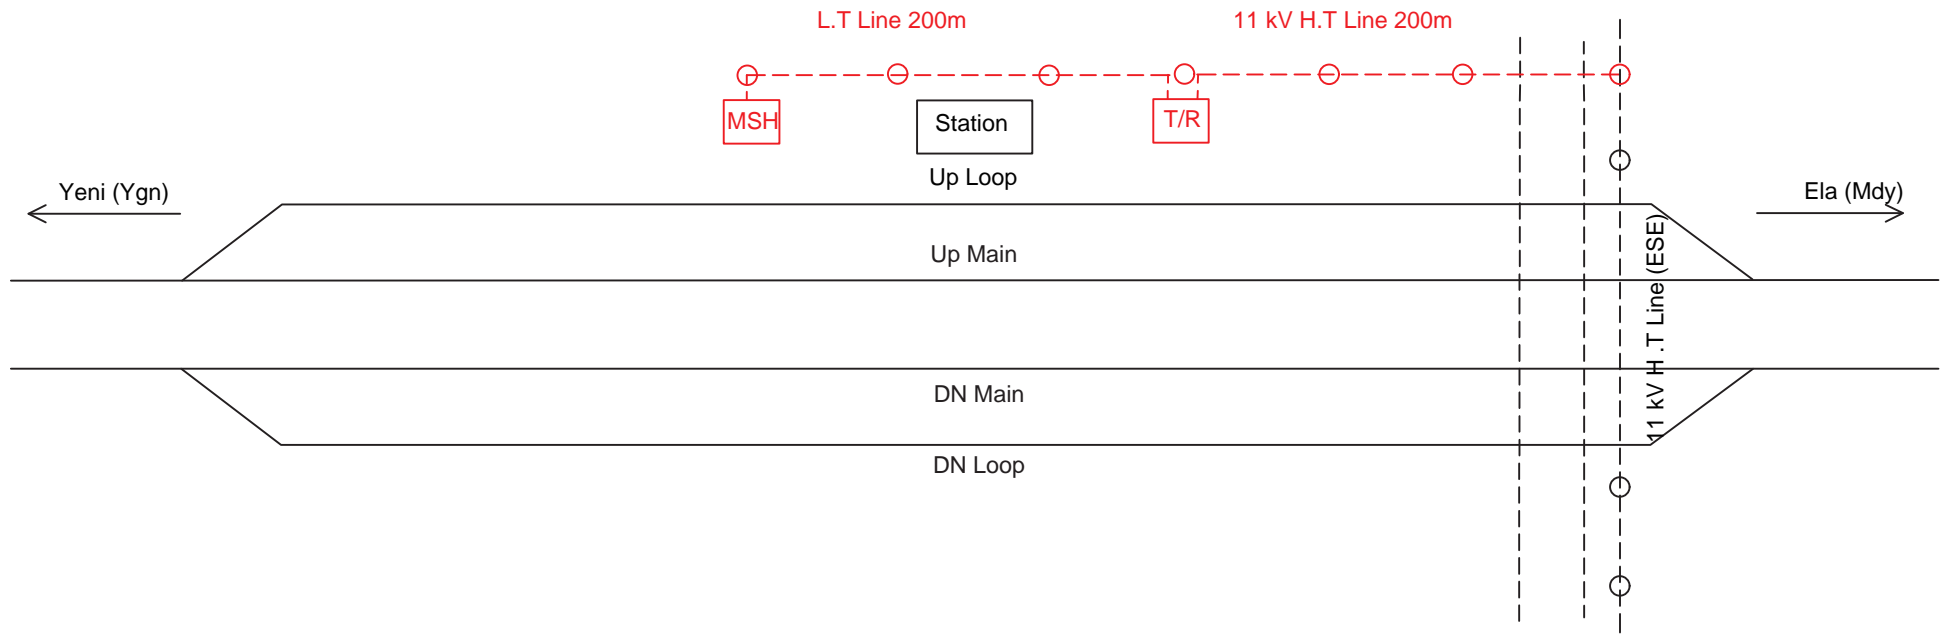 L.T Line 200m
11 kV H.T Line 200m
MSH
Station
T/R
Up Loop
Yeni (Ygn)
Ela (Mdy)
Up Main
11 kV H .T Line (ESE)
DN Main
DN Loop